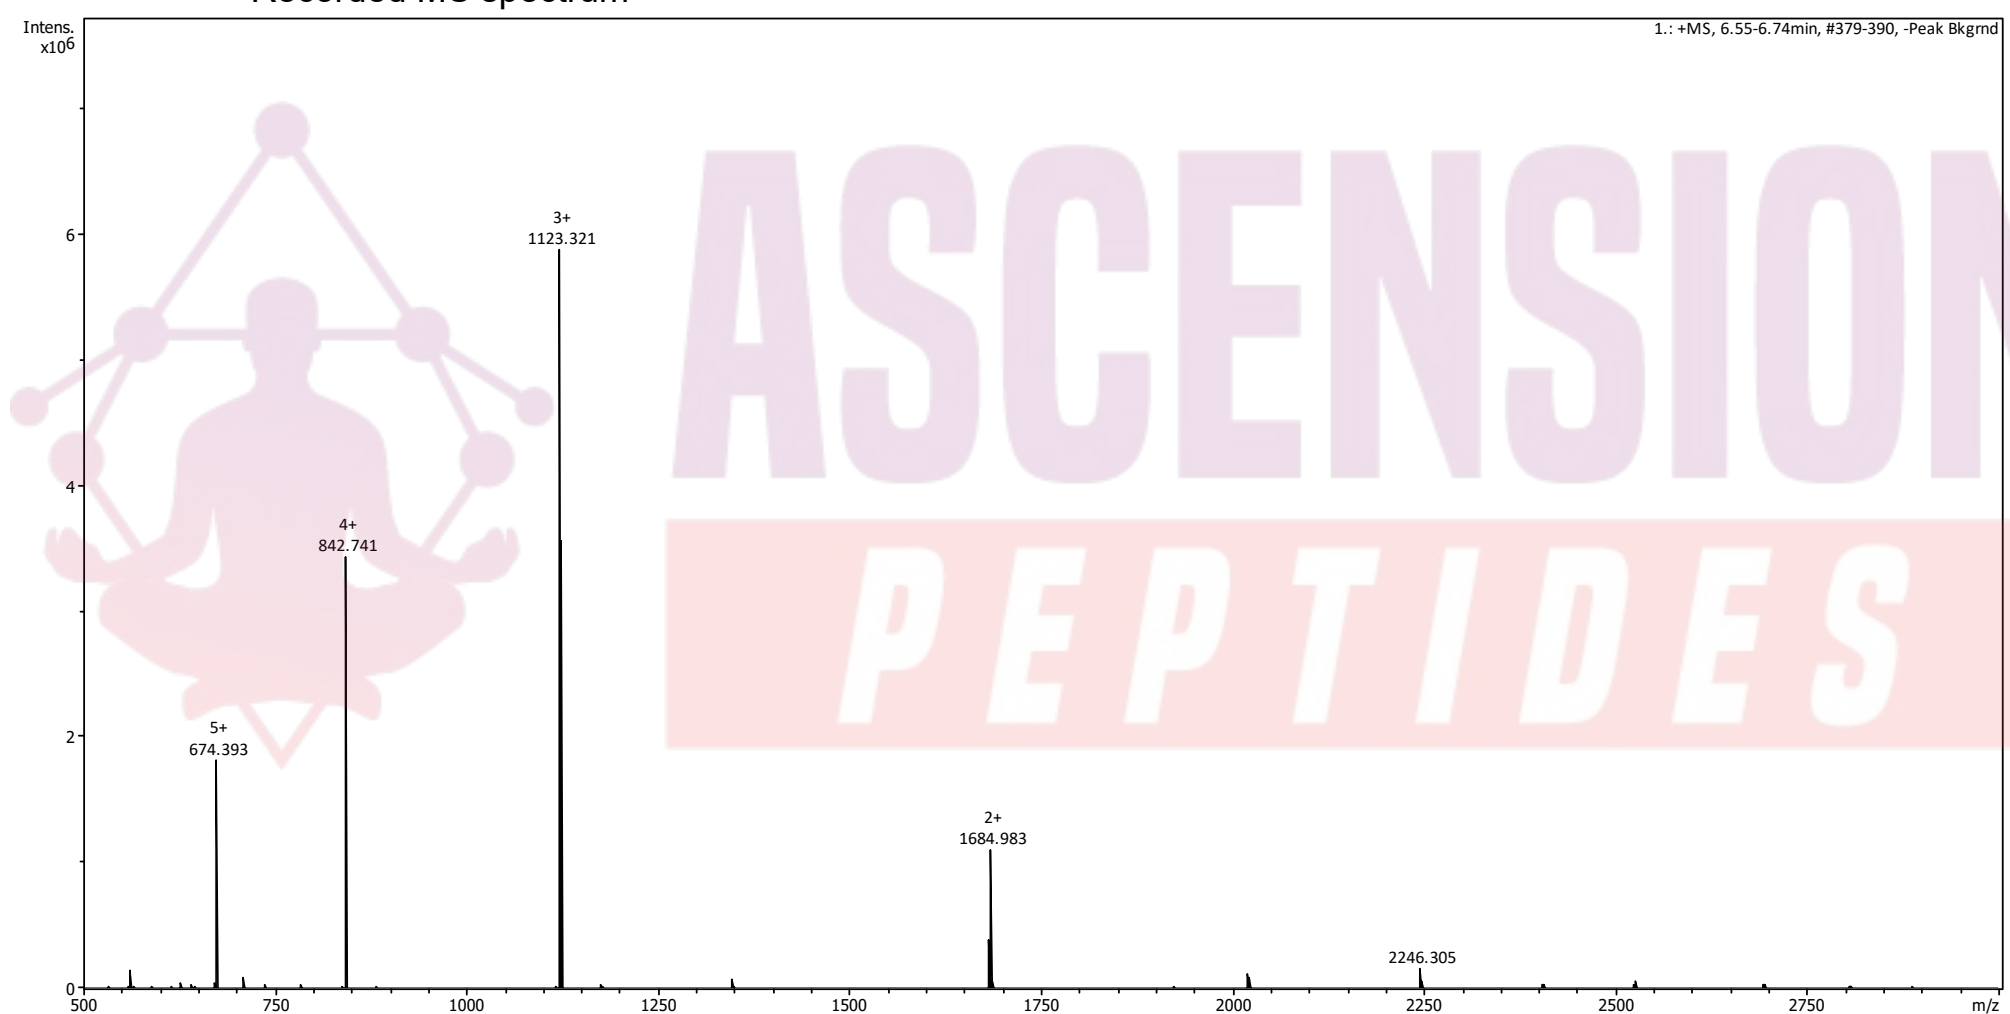 Recorded MS spectrum
Intens.
x10⁶
1.: +MS, 6.55-6.74min, #379-390, -Peak Bkgrnd
ASCENSION
PEPTIDES
3+
1123.321
6
4+
842.741
4
5+
674.393
2
2+
1684.983
2246.305
0
500 750 1000 1250 1500 1750 2000 2250 2500 2750 m/z